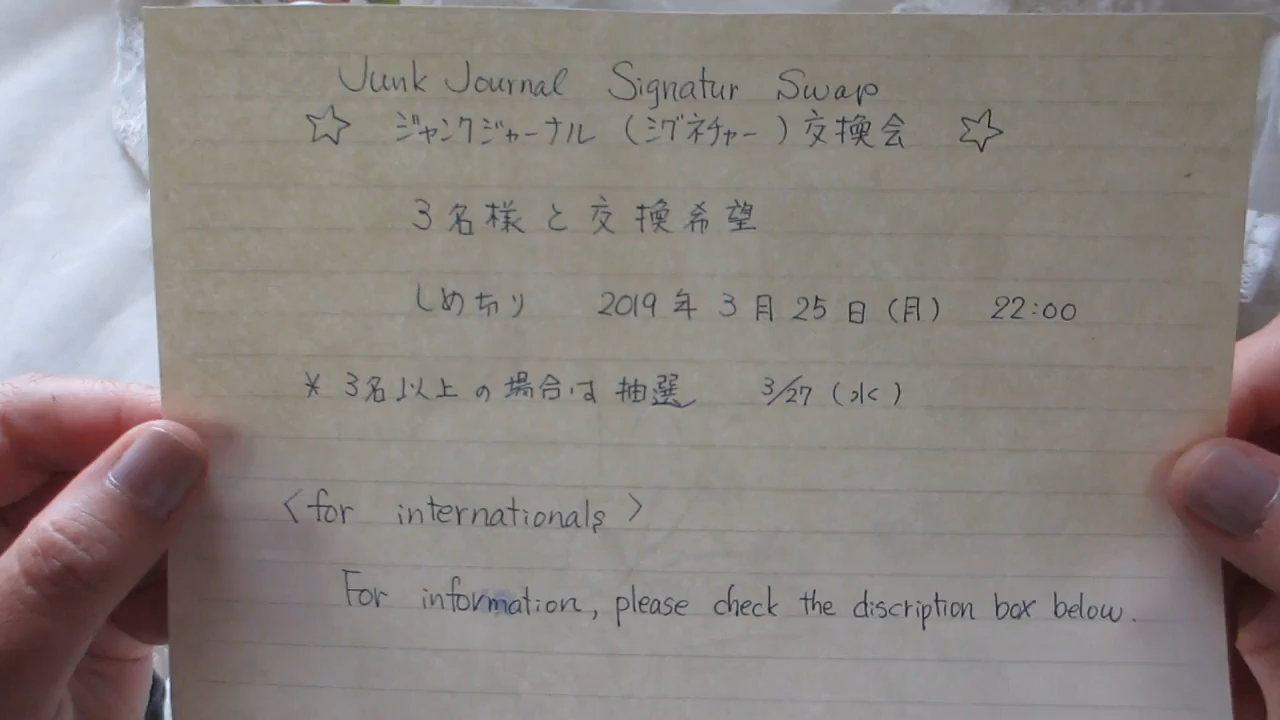 Junk Journal Signatur Swap
☆ ジャンクジャーナル (シグネチャー) 交換会 ☆
3名様と交換希望
しめ切り 2019年3月25日(月) 22:00
* 3名以上の場合は抽選 3/27 (水)
<for internationals>
For information, please check the discription box below.